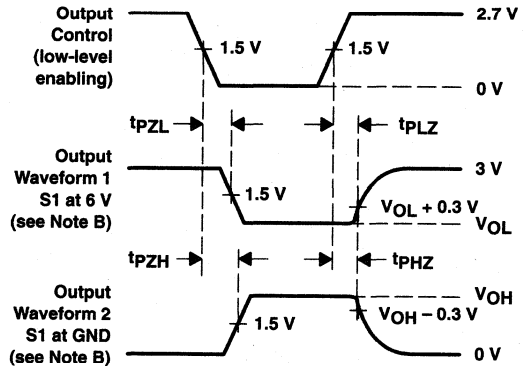 Output
Control
(low-level
enabling)
2.7 V
1.5 V
1.5 V
0 V
tPZL
tPLZ
Output
Waveform 1
S1 at 6 V
(see Note B)
3 V
1.5 V
VOL + 0.3 V
VOL
tPZH
tPHZ
Output
Waveform 2
S1 at GND
(see Note B)
VOH
1.5 V
VOH − 0.3 V
0 V